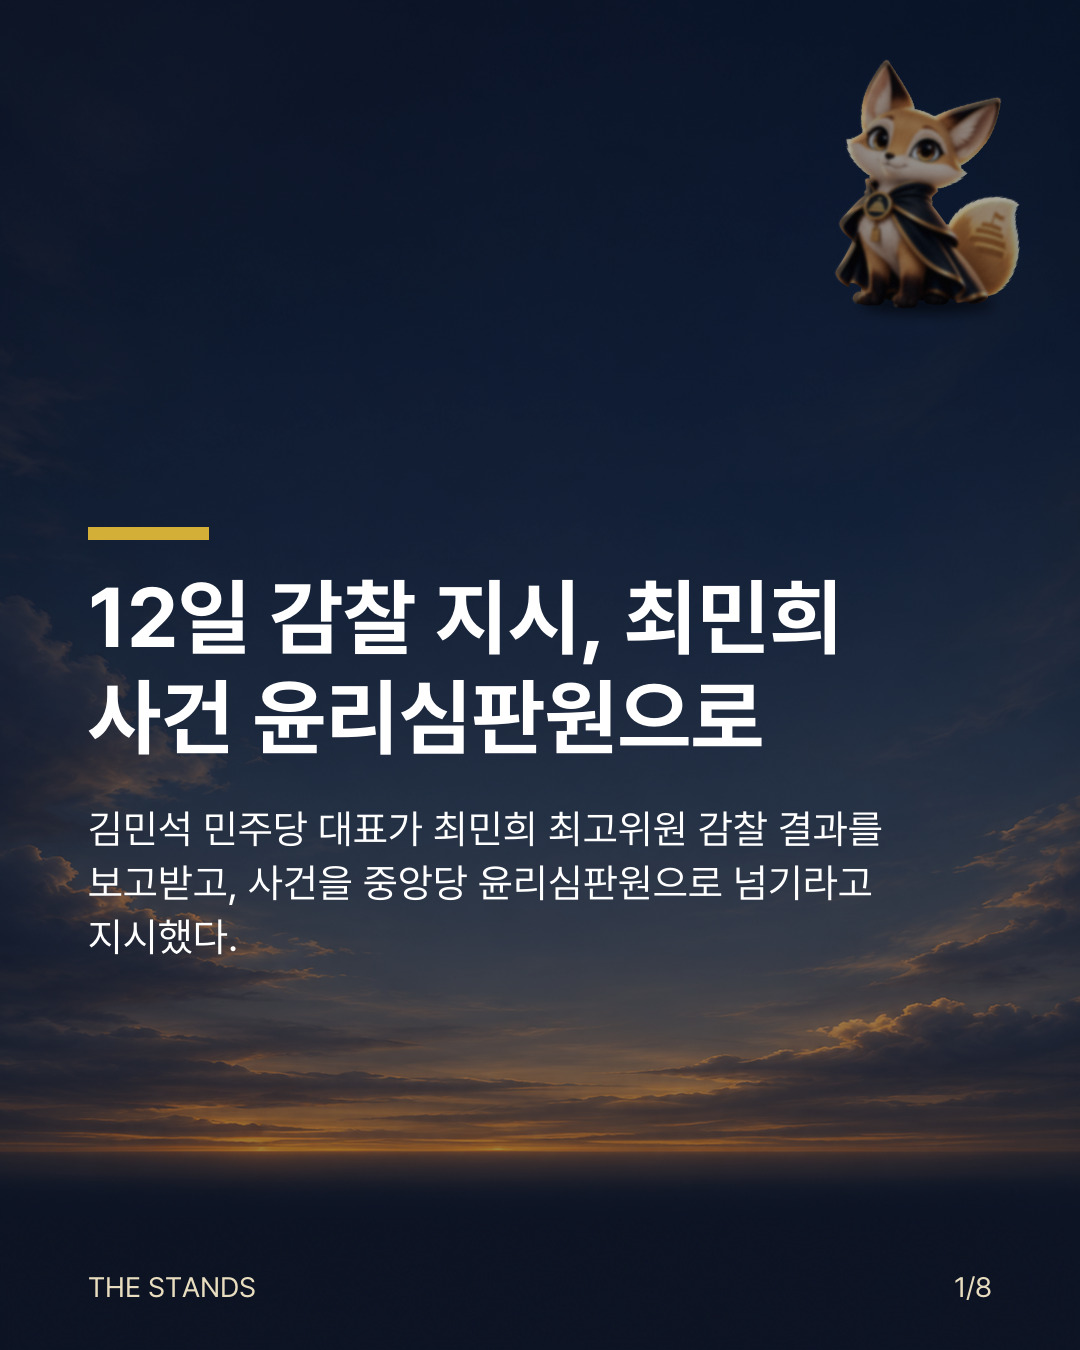 12일 감찰 지시, 최민희
사건 윤리심판원으로
김민석 민주당 대표가 최민희 최고위원 감찰 결과를
보고받고, 사건을 중앙당 윤리심판원으로 넘기라고
지시했다.
THE STANDS
1/8